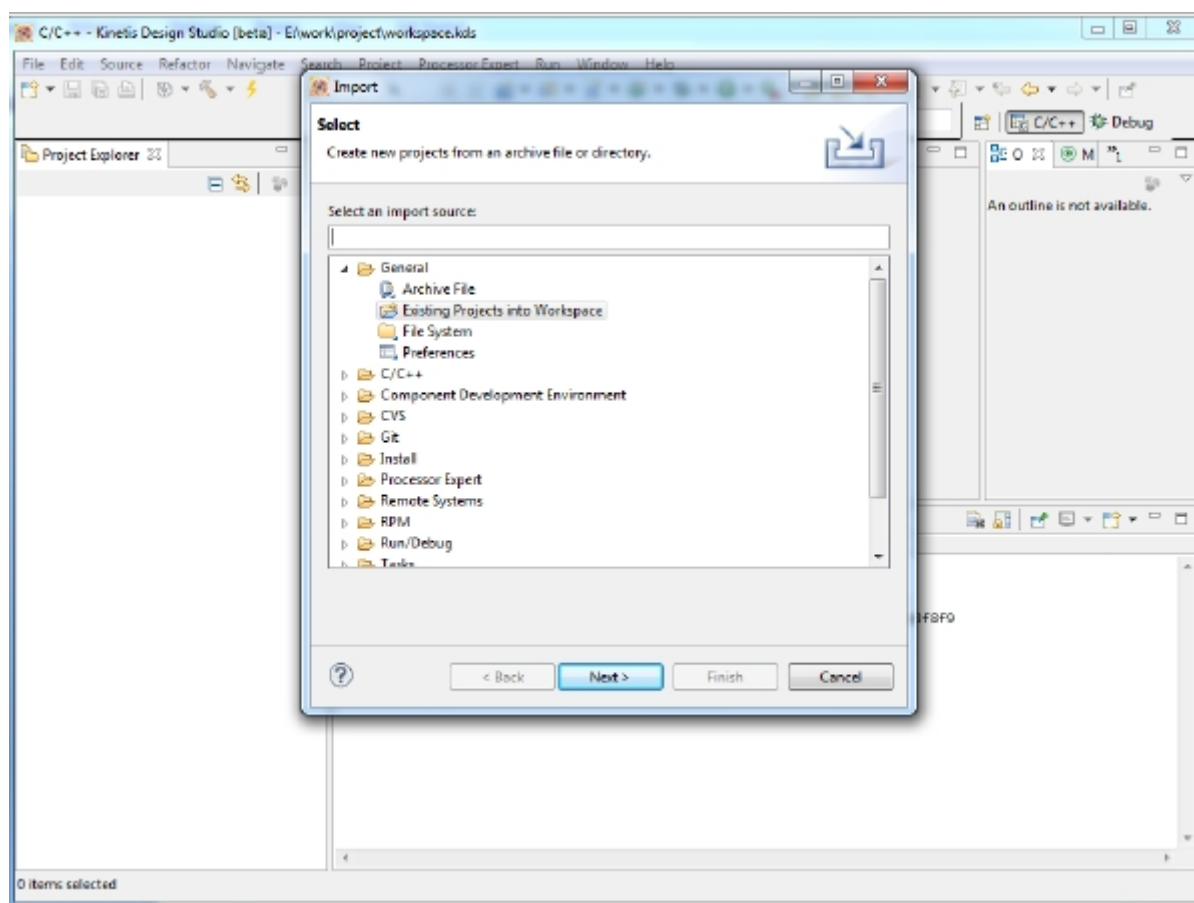 C/C++ - Kinetis Design Studio [beta] - E:\work\project\workspace.kds
File Edit Source Refactor Navigate Search Project Processor Expert Run Window Help
Import
Select
Create new projects from an archive file or directory.
C/C++ Debug
Project Explorer
O M
An outline is not available.
Select an import source:
General
Archive File
Existing Projects into Workspace
File System
Preferences
C/C++
Component Development Environment
CVS
Git
Install
Processor Expert
Remote Systems
RPM
Run/Debug
Tasks
< Back Next > Finish Cancel
0 items selected